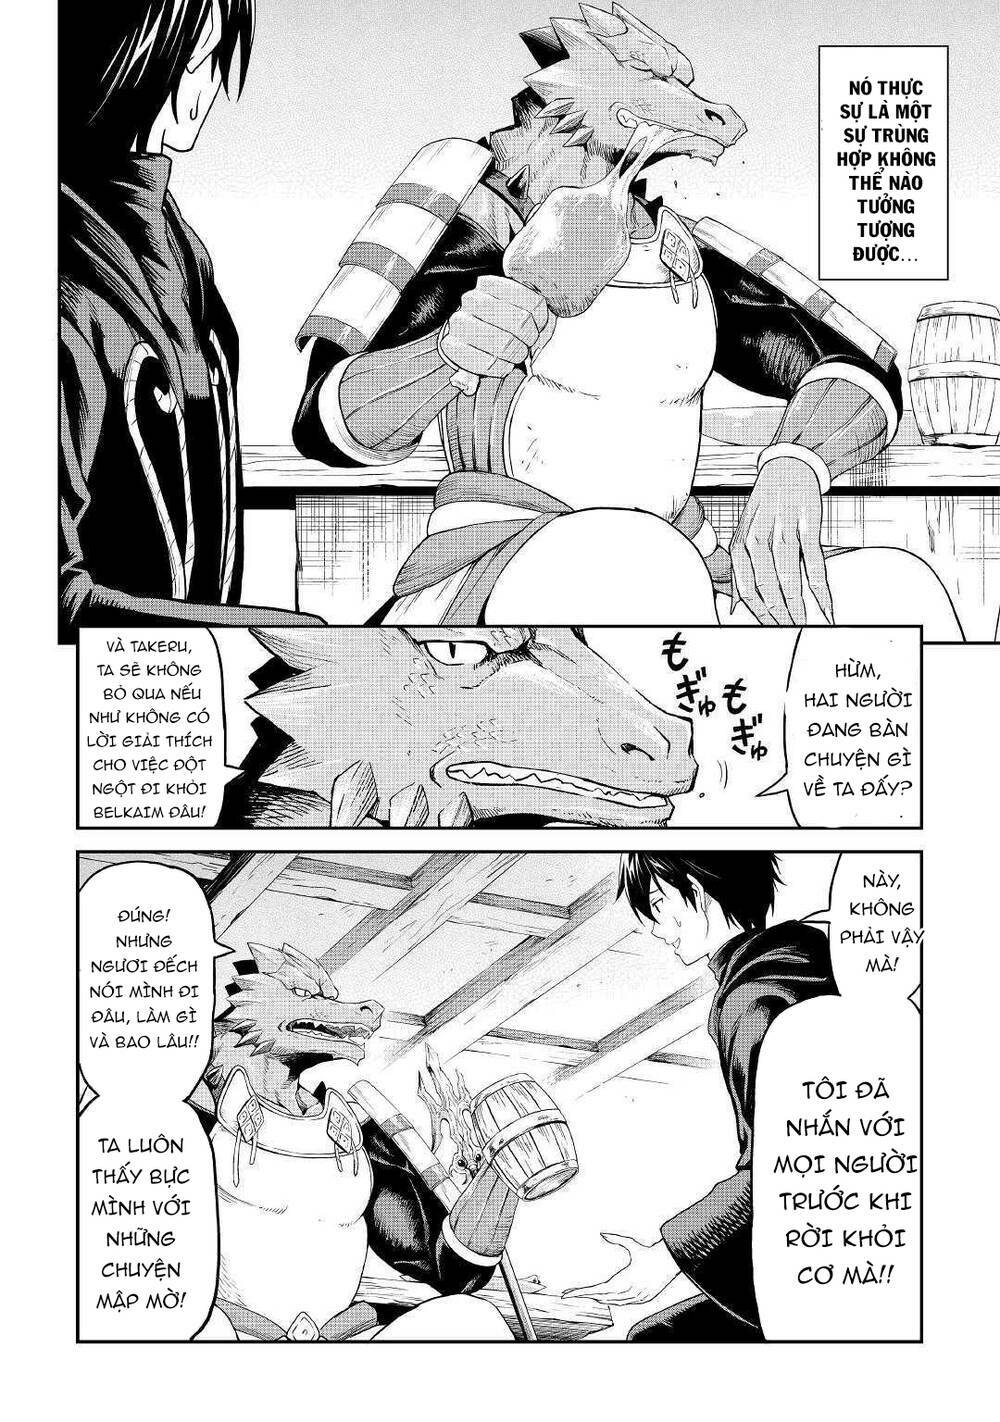 NÓ THỰC
SỰ LÀ MỘT
SỰ TRÙNG
HỢP KHÔNG
THỂ NÀO
TƯỞNG
TƯỢNG
ĐƯỢC...
HỪM,
HAI NGƯỜI
ĐANG BÀN
CHUYỆN GÌ
VỀ TA ĐẤY?
もぎゅ
もぎゅ
VÀ TAKERU,
TA SẼ KHÔNG
BỎ QUA NẾU
NHƯ KHÔNG CÓ
LỜI GIẢI THÍCH
CHO VIỆC ĐỘT
NGỘT ĐI KHỎI
BELKAIM ĐÂU!
NÀY,
KHÔNG
PHẢI VẬY
MÀ!
TÔI ĐÃ
NHẮN VỚI
MỌI NGƯỜI
TRƯỚC KHI
RỜI KHỎI
CƠ MÀ!!
ĐÚNG!
NHƯNG
NGƯƠI ĐẾCH
NÓI MÌNH ĐI
ĐÂU, LÀM GÌ
VÀ BAO LÂU!!
TA LUÔN
THẤY BỰC
MÌNH VỚI
NHỮNG
CHUYỆN
MẬP MỜ!